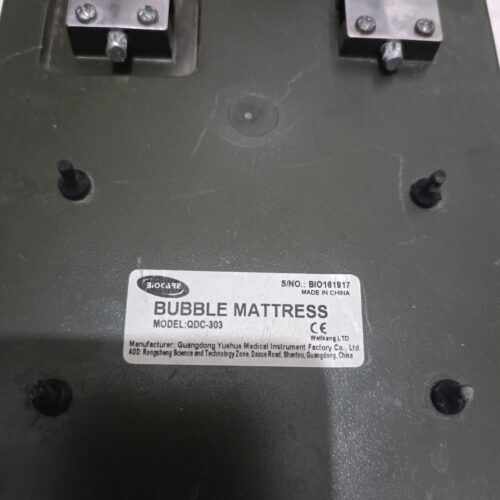 BIOCARE
S/NO.: BIO161917
MADE IN CHINA
BUBBLE MATTRESS
MODEL:QDC-303
CE
Wellkang LTD.
Manufacturer: Guangdong Yuehua Medical Instrument Factory Co., Ltd
ADD: Rongsheng Science and Technology Zone, Daxue Road, Shantou, Guangdong, China